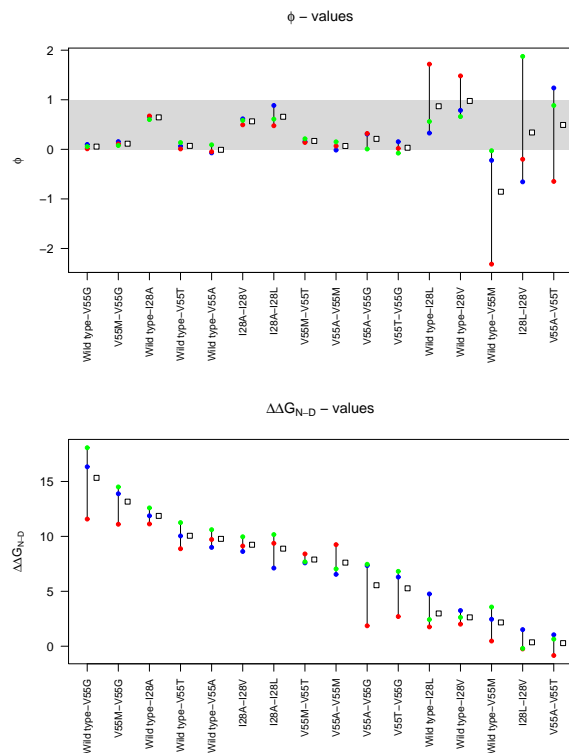 ϕ – values
2
1
0
−1
−2
ϕ
Wild type–V55G
V55M–V55G
Wild type–I28A
Wild type–V55T
Wild type–V55A
I28A–I28V
I28A–I28L
V55M–V55T
V55A–V55M
V55A–V55G
V55T–V55G
Wild type–I28L
Wild type–I28V
Wild type–V55M
I28L–I28V
V55A–V55T
ΔΔG N−D – values
15
10
5
0
ΔΔG N−D
Wild type–V55G
V55M–V55G
Wild type–I28A
Wild type–V55T
Wild type–V55A
I28A–I28V
I28A–I28L
V55M–V55T
V55A–V55M
V55A–V55G
V55T–V55G
Wild type–I28L
Wild type–I28V
Wild type–V55M
I28L–I28V
V55A–V55T